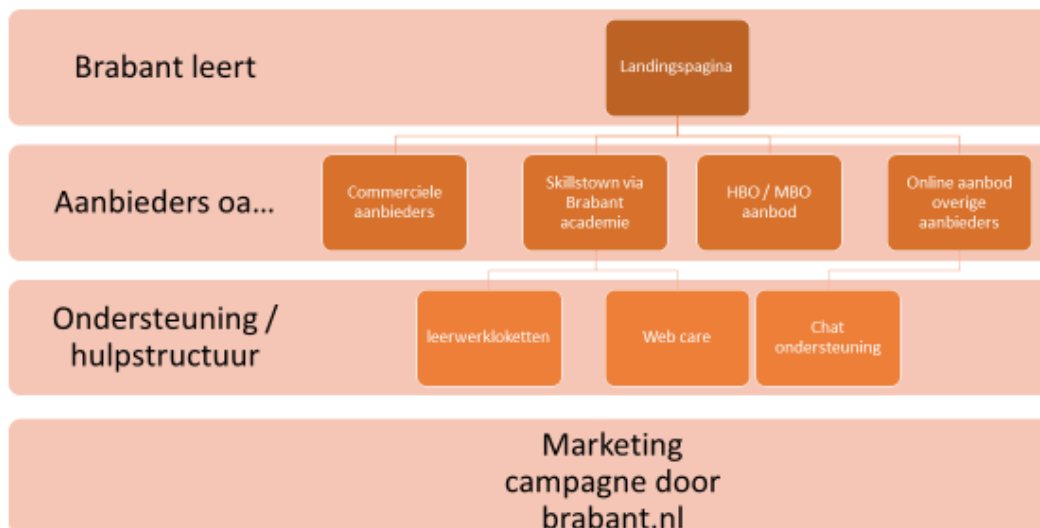 Brabant leert
Landingspagina
Aanbieders oa...
Commerciele
aanbieders
Skillstown via
Brabant
academie
HBO / MBO
aanbod
Online aanbod
overige
aanbieders
Ondersteuning /
hulpstructuur
leerwerkloketten
Web care
Chat
ondersteuning
Marketing
campagne door
brabant.nl